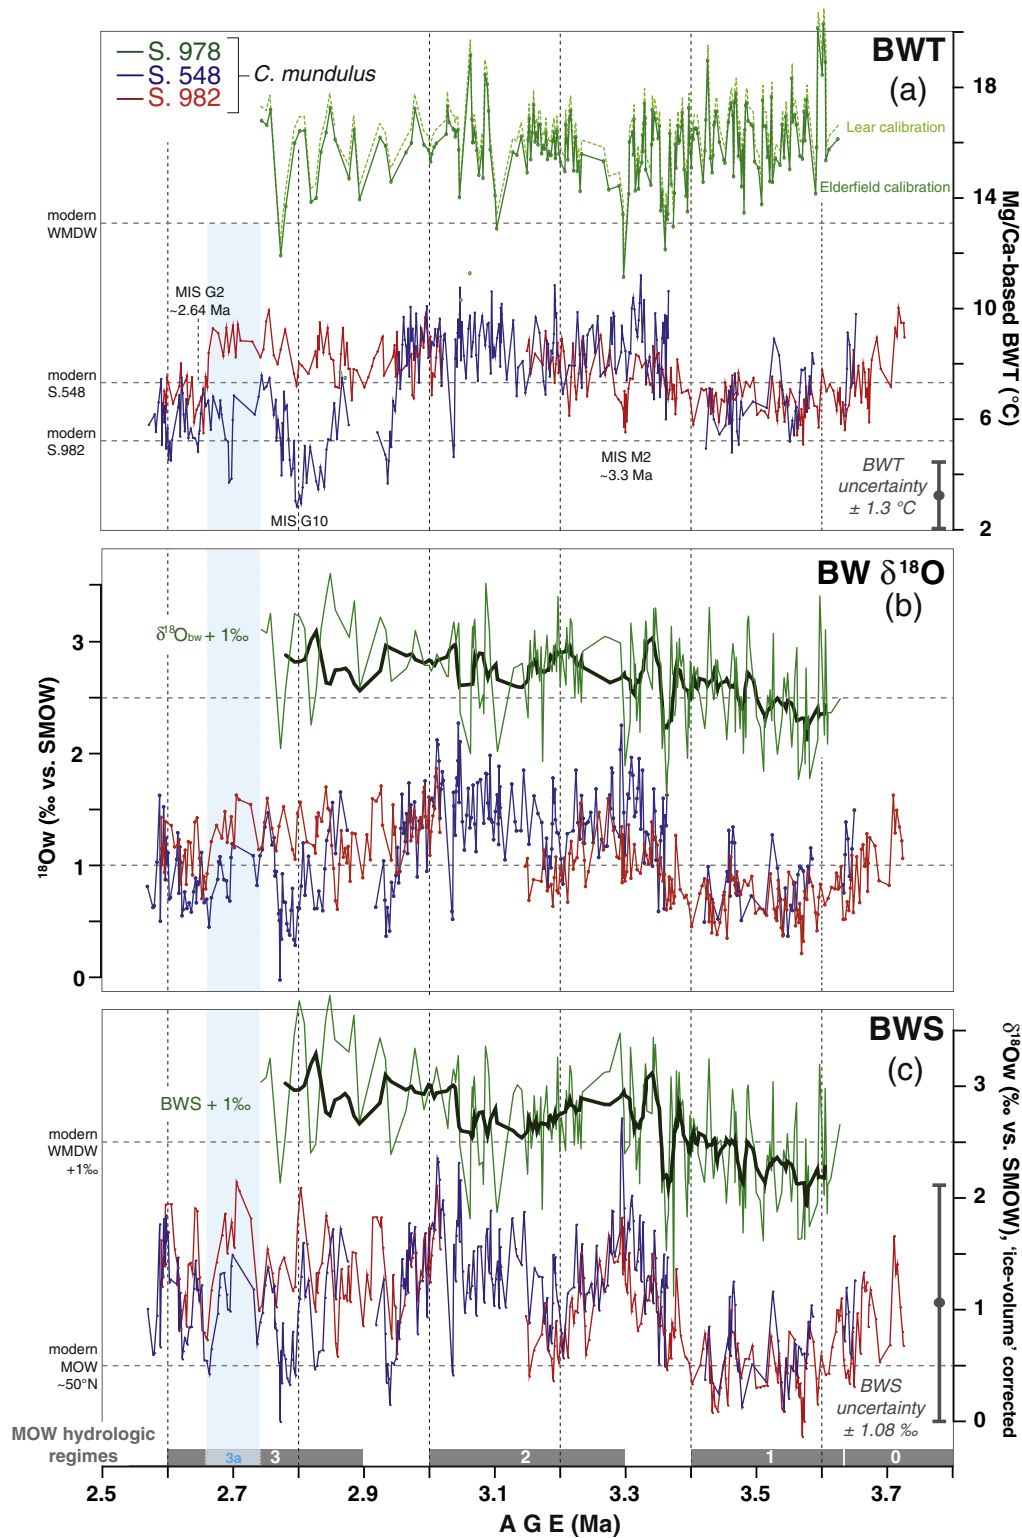 S. 978
S. 548
S. 982
C. mundulus
BWT
(a)
18
Lear calibration
Elderfield calibration
14
modern
WMDW
MIS G2
~2.64 Ma
10
modern
S.548
6
modern
S.982
MIS M2
~3.3 Ma
BWT
uncertainty
± 1.3 °C
MIS G10
2
Mg/Ca-based BWT (°C)
BW δ¹⁸O
(b)
δ¹⁸Obw + 1‰
3
2
1
0
¹⁸Ow (‰ vs. SMOW)
BWS
(c)
BWS + 1‰
modern
WMDW
+1‰
3
2
1
0
δ¹⁸Ow (‰ vs. SMOW), 'ice-volume' corrected
modern
MOW
~50°N
BWS
uncertainty
± 1.08 ‰
MOW hydrologic
regimes
3a 3 2 1 0
2.5 2.7 2.9 3.1 3.3 3.5 3.7
A G E (Ma)